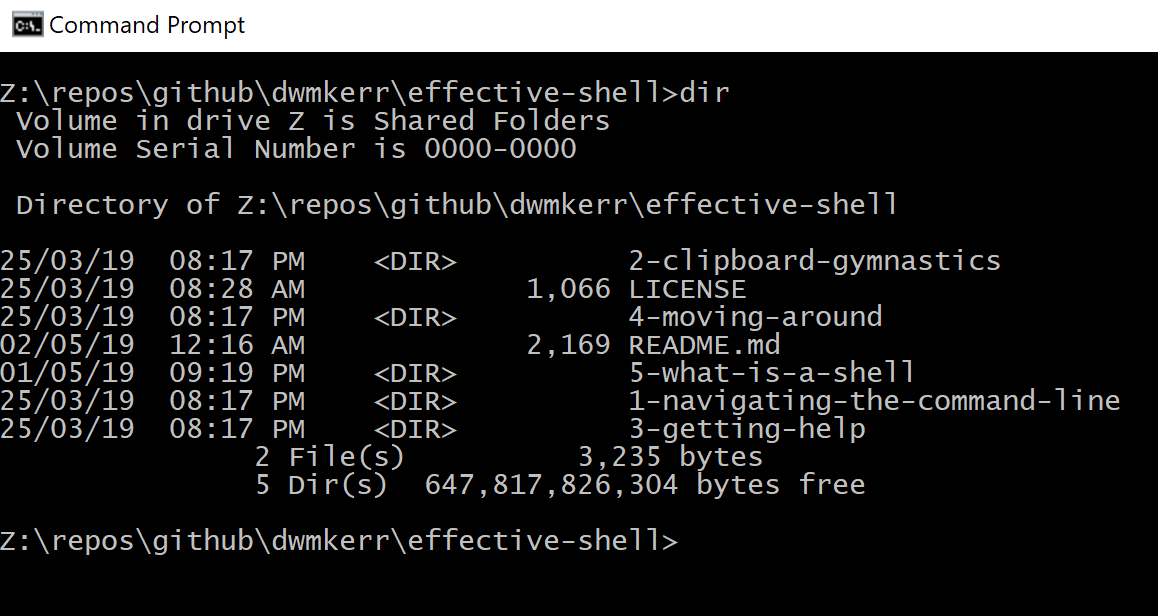 Command Prompt
Z:\repos\github\dwmkerr\effective-shell>dir
 Volume in drive Z is Shared Folders
 Volume Serial Number is 0000-0000

 Directory of Z:\repos\github\dwmkerr\effective-shell

25/03/19  08:17 PM    <DIR>          2-clipboard-gymnastics
25/03/19  08:28 AM             1,066 LICENSE
25/03/19  08:17 PM    <DIR>          4-moving-around
02/05/19  12:16 AM             2,169 README.md
01/05/19  09:19 PM    <DIR>          5-what-is-a-shell
25/03/19  08:17 PM    <DIR>          1-navigating-the-command-line
25/03/19  08:17 PM    <DIR>          3-getting-help
               2 File(s)          3,235 bytes
               5 Dir(s)  647,817,826,304 bytes free

Z:\repos\github\dwmkerr\effective-shell>